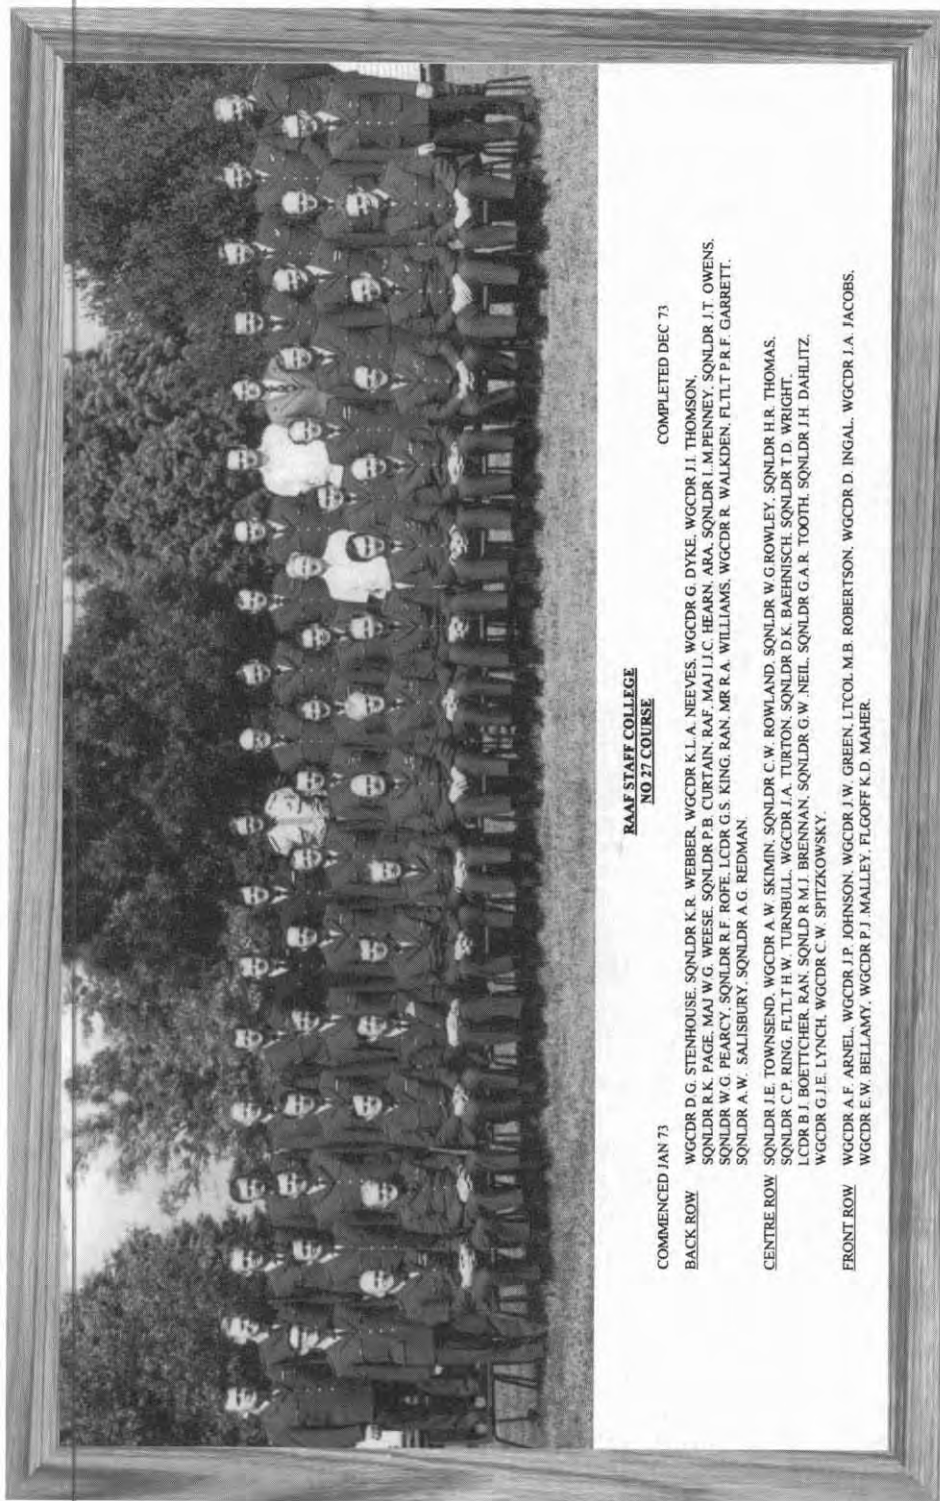 RAAF STAFF COLLEGE
NO 27 COURSE
COMMENCED JAN 73 COMPLETED DEC 73
BACK ROW WGCDR D.G. STENHOUSE, SQNLDR K.R. WEBBER, WGCDR K.L.A. NEEVES, WGCDR G. DYKE, WGCDR J.I. THOMSON,
SQNLDR R.K. PAGE, MAJ W.G. WEESE, SQNLDR P.B. CURTAIN, RAF, MAJ I.J.C. HEARN, ARA, SQNLDR I..M.PENNEY, SQNLDR J.T. OWENS,
SQNLDR W.G. PEARCY, SQNLDR R.F. ROFE, LCDR G.S. KING, RAN, MR R.A. WILLIAMS, WGCDR R. WALKDEN, FLTLT P.R.F. GARRETT.
SQNLDR A.W. SALISBURY, SQNLDR A.G. REDMAN.
CENTRE ROW SQNLDR J.E. TOWNSEND, WGCDR A.W. SKIMIN, SQNLDR C.W. ROWLAND, SQNLDR W.G.ROWLEY, SQNLDR H.R. THOMAS,
SQNLDR C.P. RING, FLTLT H.W. TURNBULL, WGCDR J.A. TURTON, SQNLDR D.K. BAEHNISCH, SQNLDR T.D. WRIGHT.
LCDR B.J. BOETTCHER, RAN, SQNLD R M.J. BRENNAN, SQNLDR G.W .NEIL, SQNLDR G.A.R. TOOTH, SQNLDR J.H. DAHLITZ,
WGCDR G.J.E. LYNCH, WGCDR C.W. SPITZKOWSKY.
FRONT ROW WGCDR A.F. ARNEL, WGCDR J.P. JOHNSON, WGCDR J.W. GREEN, LTCOL M.B. ROBERTSON, WGCDR D. INGAL, WGCDR J.A. JACOBS,
WGCDR E.W. BELLAMY, WGCDR P.J .MALLEY, FLGOFF K.D. MAHER.